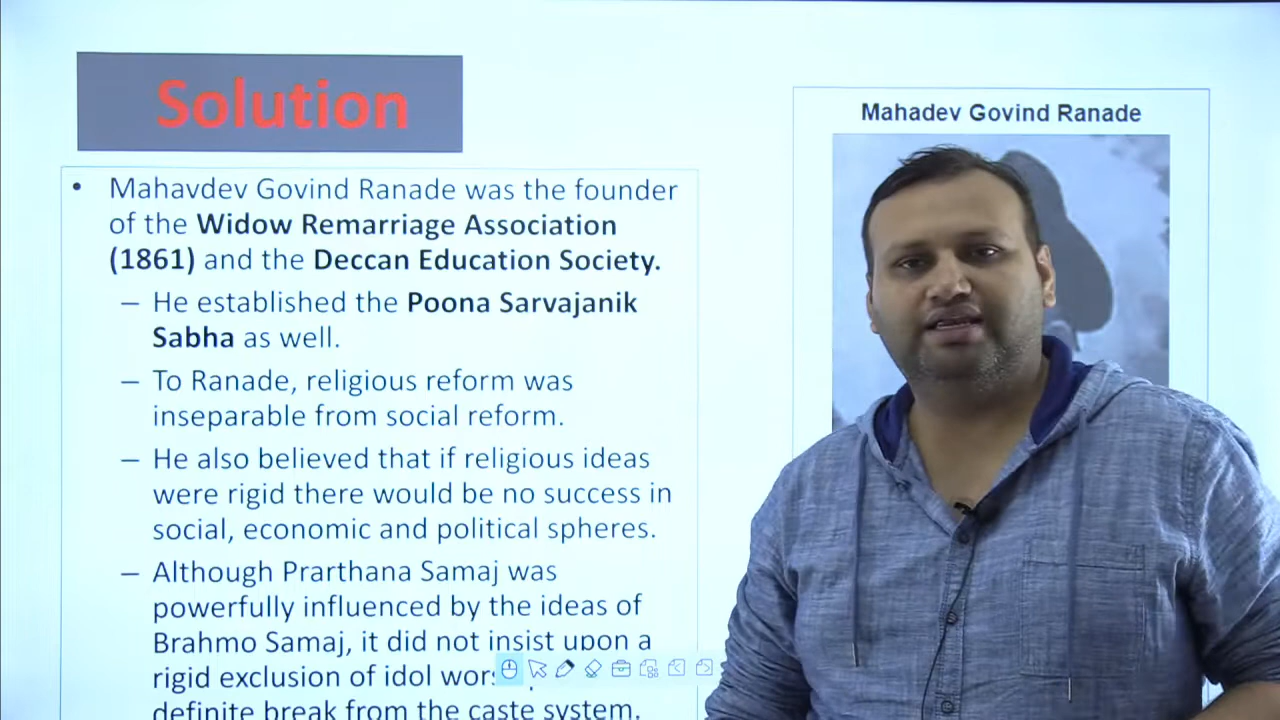 Solution
Mahadev Govind Ranade
• Mahavdev Govind Ranade was the founder
of the Widow Remarriage Association
(1861) and the Deccan Education Society.
– He established the Poona Sarvajanik
Sabha as well.
– To Ranade, religious reform was
inseparable from social reform.
– He also believed that if religious ideas
were rigid there would be no success in
social, economic and political spheres.
– Although Prarthana Samaj was
powerfully influenced by the ideas of
Brahmo Samaj, it did not insist upon a
rigid exclusion of idol
definite break from the caste system.